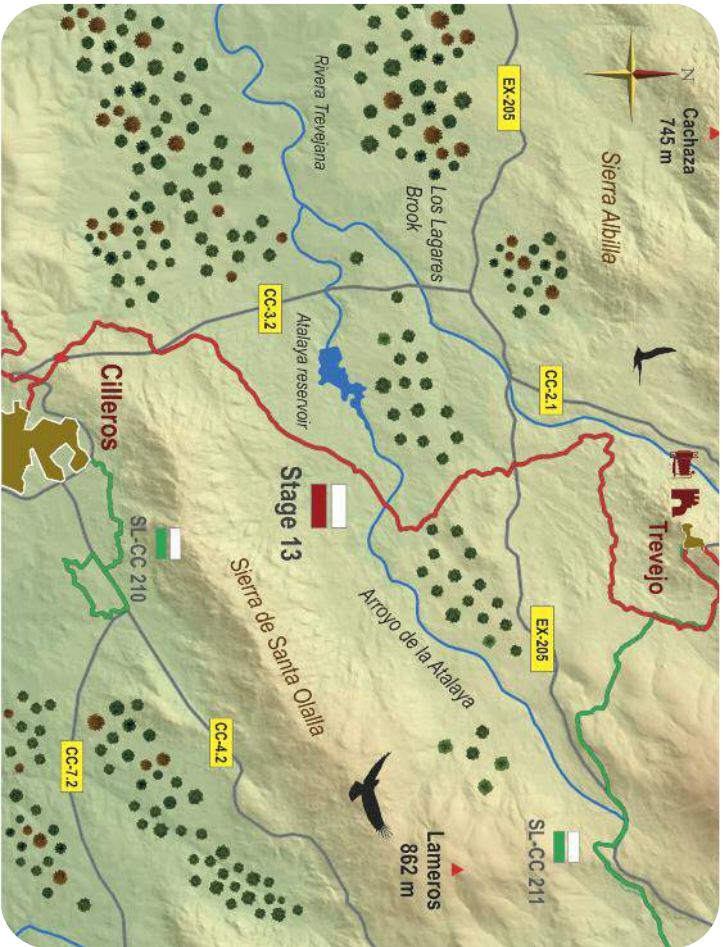 N
Cachaza
745 m
Sierra Albilla
EX-205
Rivera Trevejana
Los Lagares
Brook
CC-3.2
Atalaya reservoir
CC-2.1
Trevejo
Cilleros
Stage 13
SL-CC 210
Sierra de Santa Olalla
Arroyo de la Atalaya
EX-205
CC-4.2
CC-7.2
SL-CC 211
Lameros
862 m